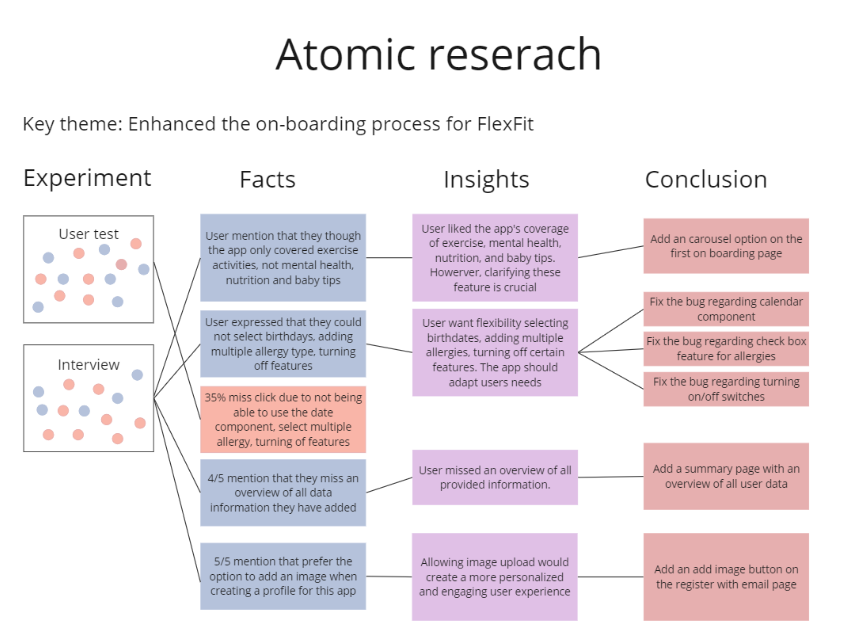 Atomic reserach
Key theme: Enhanced the on-boarding process for FlexFit
Experiment
Facts
Insights
Conclusion
User test
Interview
User mention that they though
the app only covered exercise
activities, not mental health,
nutrition and baby tips
User expressed that they could
not select birthdays, adding
multiple allergy type, turning
off features
35% miss click due to not being
able to use the date
component, select multiple
allergy, turning of features
4/5 mention that they miss an
overview of all data
information they have added
5/5 mention that prefer the
option to add an image when
creating a profile for this app
User liked the app's coverage
of exercise, mental health,
nutrition, and baby tips.
Howerver, clarifying these
feature is crucial
User want flexibility selecting
birthdates, adding multiple
allergies, turning off certain
features. The app should
adapt users needs
User missed an overview of all
provided information.
Allowing image upload would
create a more personalized
and engaging user experience
Add an carousel option on the
first on boarding page
Fix the bug regarding calendar
component
Fix the bug regarding check box
feature for allergies
Fix the bug regarding turning
on/off switches
Add a summary page with an
overview of all user data
Add an add image button on
the register with email page